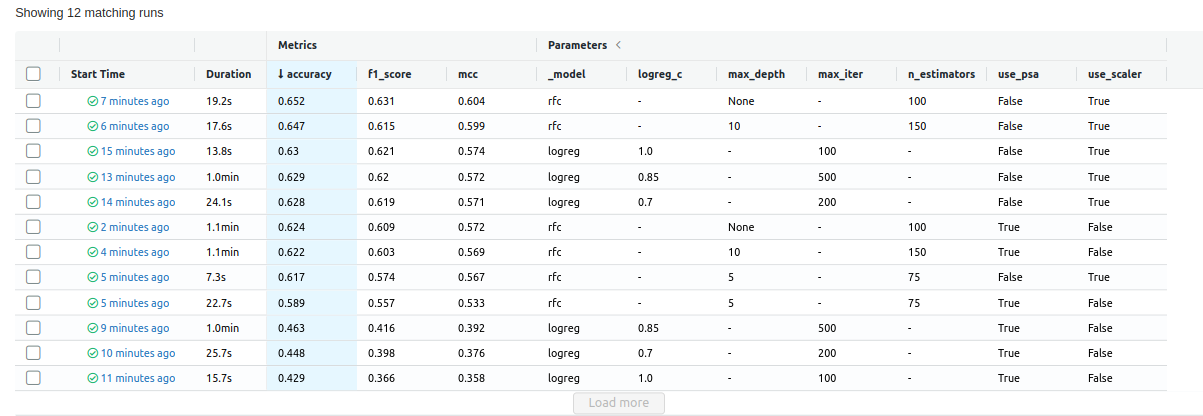 Showing 12 matching runs
Metrics Parameters <
Start Time Duration ↓ accuracy f1_score mcc _model logreg_c max_depth max_iter n_estimators use_psa use_scaler
7 minutes ago 19.2s 0.652 0.631 0.604 rfc - None - 100 False True
6 minutes ago 17.6s 0.647 0.615 0.599 rfc - 10 - 150 False True
15 minutes ago 13.8s 0.63 0.621 0.574 logreg 1.0 - 100 - False True
13 minutes ago 1.0min 0.629 0.62 0.572 logreg 0.85 - 500 - False True
14 minutes ago 24.1s 0.628 0.619 0.571 logreg 0.7 - 200 - False True
2 minutes ago 1.1min 0.624 0.609 0.572 rfc - None - 100 True False
4 minutes ago 1.1min 0.622 0.603 0.569 rfc - 10 - 150 True False
5 minutes ago 7.3s 0.617 0.574 0.567 rfc - 5 - 75 False True
5 minutes ago 22.7s 0.589 0.557 0.533 rfc - 5 - 75 True False
9 minutes ago 1.0min 0.463 0.416 0.392 logreg 0.85 - 500 - True False
10 minutes ago 25.7s 0.448 0.398 0.376 logreg 0.7 - 200 - True False
11 minutes ago 15.7s 0.429 0.366 0.358 logreg 1.0 - 100 - True False
Load more